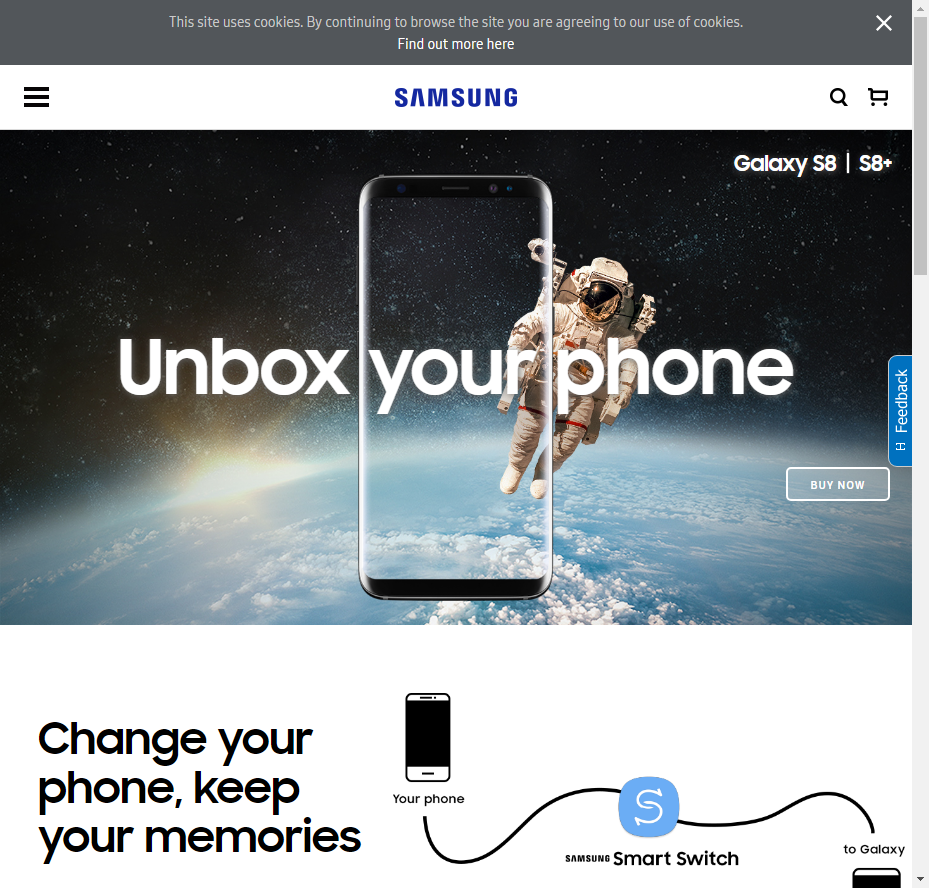 This site uses cookies. By continuing to browse the site you are agreeing to our use of cookies.
Find out more here
SAMSUNG
Galaxy S8 | S8+
Unbox your phone
Feedback
BUY NOW
Change your
phone, keep
your memories
Your phone
SAMSUNG Smart Switch
to Galaxy